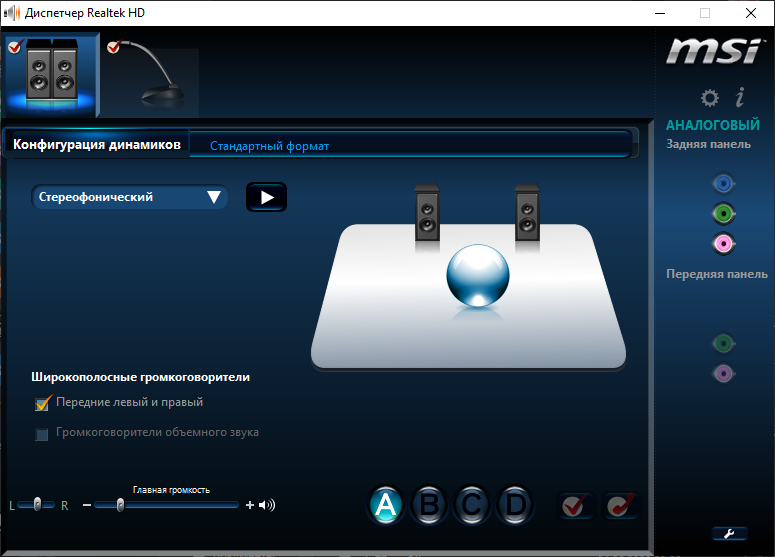 Диспетчер Realtek HD
msi
i
АНАЛОГОВЫЙ
Задняя панель
Конфигурация динамиков
Стандартный формат
Стереофонический
Передняя панель
Широкополосные громкоговорители
Передние левый и правый
Громкоговорители объемного звука
Главная громкость
L R
A B C D